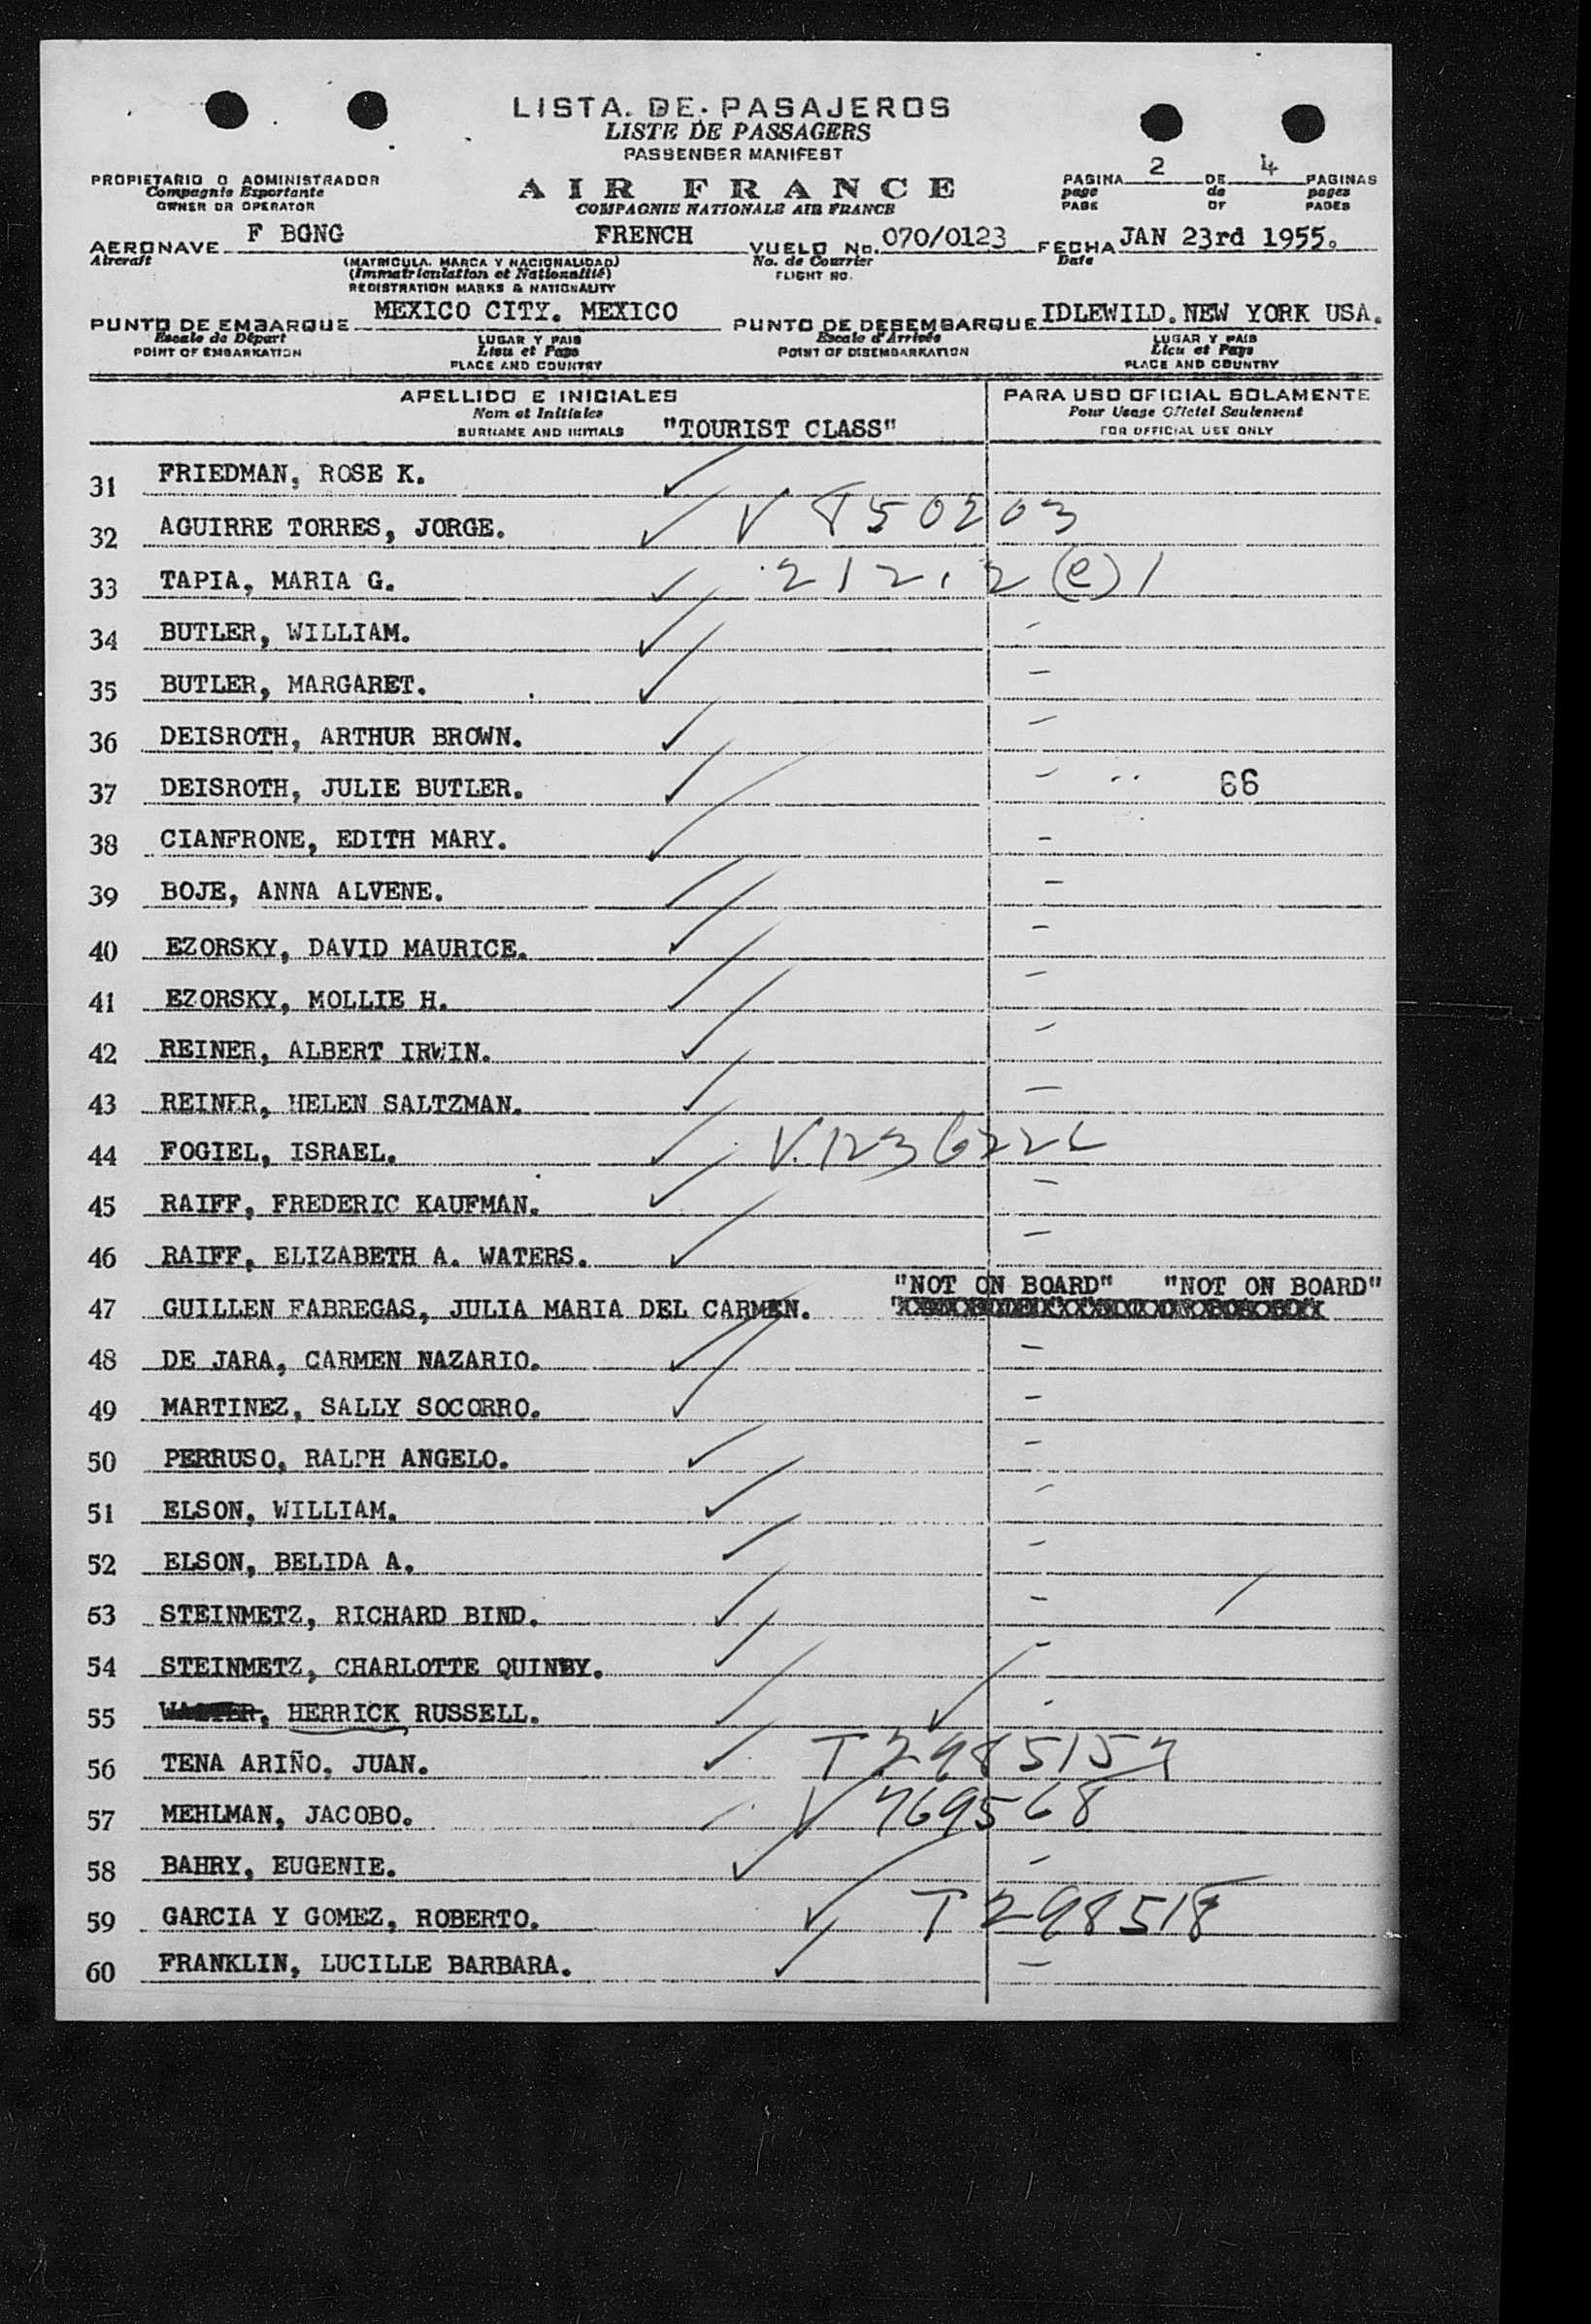 LISTA. DE. PASAJEROS
LISTE DE PASSAGERS
PASSENGER MANIFEST
PROPIETARIO O ADMINISTRADOR
Compagnie Exportante
OWNER OR OPERATOR
AIR FRANCE
COMPAGNIE NATIONALE AIR FRANCE
PAGINA 2 DE 4 PAGINAS
page de pages
PAGE OF PAGES
AERONAVE F BGNG FRENCH VUELO No. 070/0123 FECHA JAN 23rd 1955.
Aircraft (MATRICULA. MARCA Y NACIONALIDAD) No. de Courrier Date
(Immatriculation et Nationalité) FLIGHT NO.
REGISTRATION MARKS & NATIONALITY
PUNTO DE EMBARQUE MEXICO CITY. MEXICO PUNTO DE DESEMBARQUE IDLEWILD. NEW YORK USA.
Escale de Départ LUGAR Y PAIS Escale d'Arrivée LUGAR Y PAIS
POINT OF EMBARKATION Lieu et Pays POINT OF DISEMBARKATION Lieu et Pays
PLACE AND COUNTRY PLACE AND COUNTRY
APELLIDO E INICIALES PARA USO OFICIAL SOLAMENTE
Nom et Initiales Pour Usage Officiel Seulement
SURNAME AND INITIALS "TOURIST CLASS" FOR OFFICIAL USE ONLY
31 FRIEDMAN, ROSE K.
32 AGUIRRE TORRES, JORGE. V 850203
33 TAPIA, MARIA G. 212.2(e)1
34 BUTLER, WILLIAM.
35 BUTLER, MARGARET.
36 DEISROTH, ARTHUR BROWN.
37 DEISROTH, JULIE BUTLER. 66
38 CIANFRONE, EDITH MARY.
39 BOJE, ANNA ALVENE.
40 EZORSKY, DAVID MAURICE.
41 EZORSKY, MOLLIE H.
42 REINER, ALBERT IRWIN.
43 REINER, HELEN SALTZMAN.
44 FOGIEL, ISRAEL.
45 RAIFF, FREDERIC KAUFMAN.
46 RAIFF, ELIZABETH A. WATERS.
"NOT ON BOARD" "NOT ON BOARD"
47 GUILLEN FABREGAS, JULIA MARIA DEL CARMEN.
48 DE JARA, CARMEN NAZARIO.
49 MARTINEZ, SALLY SOCORRO.
50 PERRUSO, RALPH ANGELO.
51 ELSON, WILLIAM.
52 ELSON, BELIDA A.
53 STEINMETZ, RICHARD BIND.
54 STEINMETZ, CHARLOTTE QUINBY.
55 HERRICK RUSSELL.
56 TENA ARIÑO, JUAN.
57 MEHLMAN, JACOBO. V 769568
58 BAHRY, EUGENIE.
59 GARCIA Y GOMEZ, ROBERTO. T 298518
60 FRANKLIN, LUCILLE BARBARA.